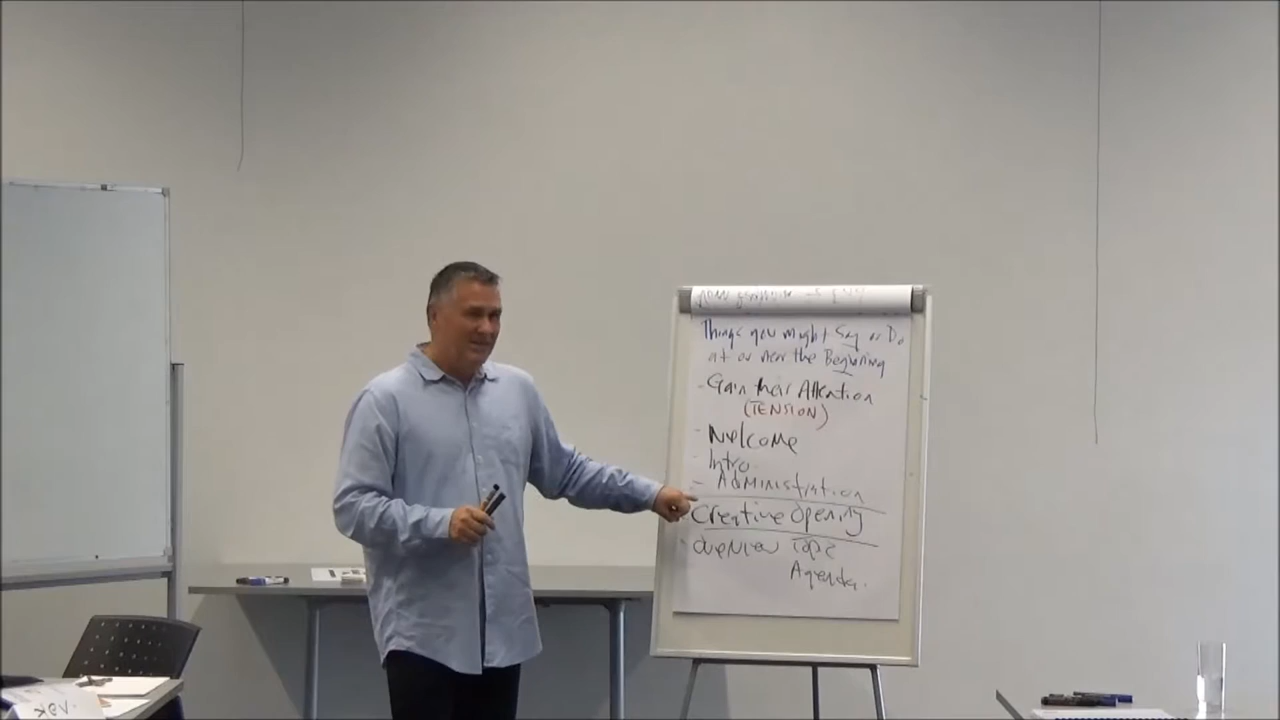 Things you might Say or Do
at or near the Beginning
- Gain their Attention
(TENSION)
- Welcome
- Intro
- Administration
Creative Opening
Overview Topic
Agenda.